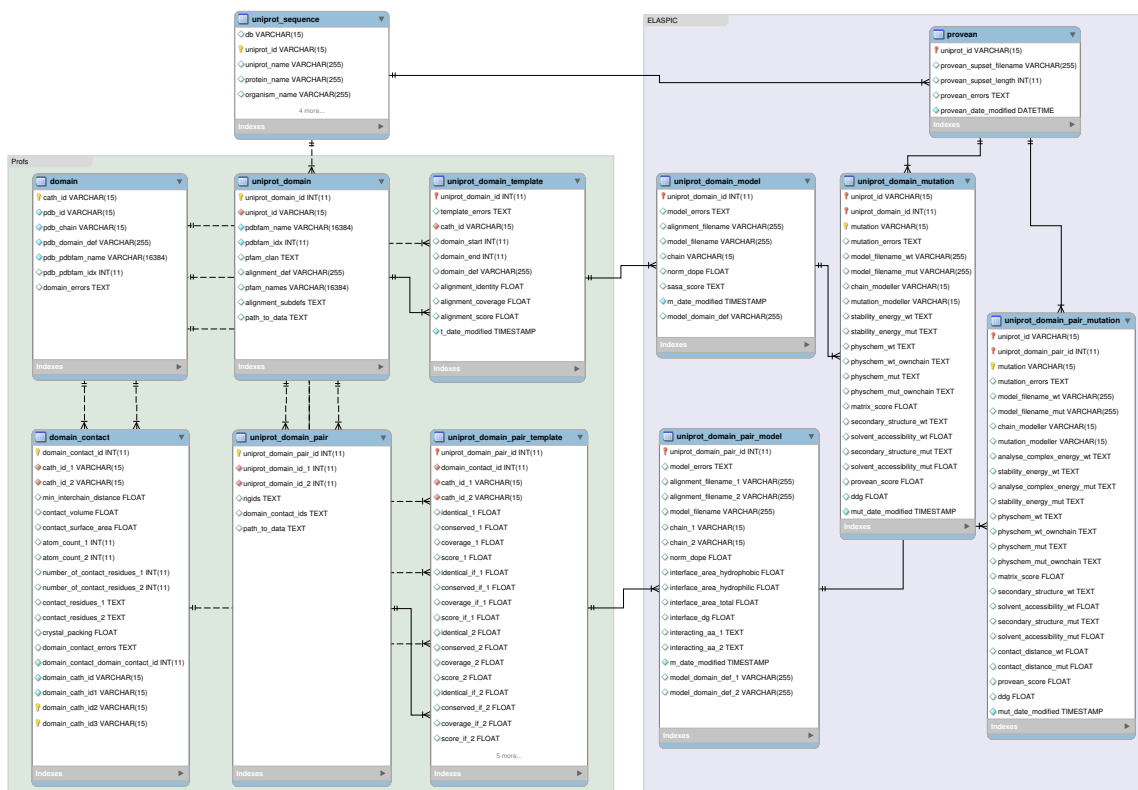 uniprot_sequence
db VARCHAR(15)
uniprot_id VARCHAR(15)
uniprot_name VARCHAR(255)
protein_name VARCHAR(255)
organism_name VARCHAR(255)
4 more...
Indexes
ELASPIC
provean
uniprot_id VARCHAR(15)
provean_supset_filename VARCHAR(255)
provean_supset_length INT(11)
provean_errors TEXT
provean_date_modified DATETIME
Indexes
Profs
domain
cath_id VARCHAR(15)
pdb_id VARCHAR(15)
pdb_chain VARCHAR(15)
pdb_domain_def VARCHAR(255)
pdb_pdbfam_name VARCHAR(16384)
pdb_pdbfam_idx INT(11)
domain_errors TEXT
Indexes
uniprot_domain
uniprot_domain_id INT(11)
uniprot_id VARCHAR(15)
pdbfam_name VARCHAR(16384)
pdbfam_idx INT(11)
pfam_clan TEXT
alignment_def VARCHAR(255)
pfam_names VARCHAR(16384)
alignment_subdefs TEXT
path_to_data TEXT
Indexes
uniprot_domain_template
uniprot_domain_id INT(11)
template_errors TEXT
cath_id VARCHAR(15)
domain_start INT(11)
domain_end INT(11)
domain_def VARCHAR(255)
alignment_identity FLOAT
alignment_coverage FLOAT
alignment_score FLOAT
t_date_modified TIMESTAMP
Indexes
uniprot_domain_model
uniprot_domain_id INT(11)
model_errors TEXT
alignment_filename VARCHAR(255)
model_filename VARCHAR(255)
chain VARCHAR(15)
norm_dope FLOAT
sasa_score TEXT
m_date_modified TIMESTAMP
model_domain_def VARCHAR(255)
Indexes
uniprot_domain_mutation
uniprot_id VARCHAR(15)
uniprot_domain_id INT(11)
mutation VARCHAR(15)
mutation_errors TEXT
model_filename_wt VARCHAR(255)
model_filename_mut VARCHAR(255)
chain_modeller VARCHAR(15)
mutation_modeller VARCHAR(15)
stability_energy_wt TEXT
stability_energy_mut TEXT
physchem_wt TEXT
physchem_wt_ownchain TEXT
physchem_mut TEXT
physchem_mut_ownchain TEXT
matrix_score FLOAT
secondary_structure_wt TEXT
solvent_accessibility_wt FLOAT
secondary_structure_mut TEXT
solvent_accessibility_mut FLOAT
provean_score FLOAT
ddg FLOAT
mut_date_modified TIMESTAMP
Indexes
uniprot_domain_pair_mutation
uniprot_id VARCHAR(15)
uniprot_domain_pair_id INT(11)
mutation VARCHAR(15)
mutation_errors TEXT
model_filename_wt VARCHAR(255)
model_filename_mut VARCHAR(255)
chain_modeller VARCHAR(15)
mutation_modeller VARCHAR(15)
analyse_complex_energy_wt TEXT
stability_energy_wt TEXT
analyse_complex_energy_mut TEXT
stability_energy_mut TEXT
physchem_wt TEXT
physchem_wt_ownchain TEXT
physchem_mut TEXT
physchem_mut_ownchain TEXT
matrix_score FLOAT
secondary_structure_wt TEXT
solvent_accessibility_wt FLOAT
secondary_structure_mut TEXT
solvent_accessibility_mut FLOAT
contact_distance_wt FLOAT
contact_distance_mut FLOAT
provean_score FLOAT
ddg FLOAT
mut_date_modified TIMESTAMP
Indexes
domain_contact
domain_contact_id INT(11)
cath_id_1 VARCHAR(15)
cath_id_2 VARCHAR(15)
min_interchain_distance FLOAT
contact_volume FLOAT
contact_surface_area FLOAT
atom_count_1 INT(11)
atom_count_2 INT(11)
number_of_contact_residues_1 INT(11)
number_of_contact_residues_2 INT(11)
contact_residues_1 TEXT
contact_residues_2 TEXT
crystal_packing FLOAT
domain_contact_errors TEXT
domain_contact_domain_contact_id INT(11)
domain_cath_id VARCHAR(15)
domain_cath_id1 VARCHAR(15)
domain_cath_id2 VARCHAR(15)
domain_cath_id3 VARCHAR(15)
Indexes
uniprot_domain_pair
uniprot_domain_pair_id INT(11)
uniprot_domain_id_1 INT(11)
uniprot_domain_id_2 INT(11)
rigids TEXT
domain_contact_ids TEXT
path_to_data TEXT
Indexes
uniprot_domain_pair_template
uniprot_domain_pair_id INT(11)
domain_contact_id INT(11)
cath_id_1 VARCHAR(15)
cath_id_2 VARCHAR(15)
identical_1 FLOAT
conserved_1 FLOAT
coverage_1 FLOAT
score_1 FLOAT
identical_if_1 FLOAT
conserved_if_1 FLOAT
coverage_if_1 FLOAT
score_if_1 FLOAT
identical_2 FLOAT
conserved_2 FLOAT
coverage_2 FLOAT
score_2 FLOAT
identical_if_2 FLOAT
conserved_if_2 FLOAT
coverage_if_2 FLOAT
score_if_2 FLOAT
5 more...
Indexes
uniprot_domain_pair_model
uniprot_domain_pair_id INT(11)
model_errors TEXT
alignment_filename_1 VARCHAR(255)
alignment_filename_2 VARCHAR(255)
model_filename VARCHAR(255)
chain_1 VARCHAR(15)
chain_2 VARCHAR(15)
norm_dope FLOAT
interface_area_hydrophobic FLOAT
interface_area_hydrophilic FLOAT
interface_area_total FLOAT
interface_dg FLOAT
interacting_aa_1 TEXT
interacting_aa_2 TEXT
m_date_modified TIMESTAMP
model_domain_def_1 VARCHAR(255)
model_domain_def_2 VARCHAR(255)
Indexes